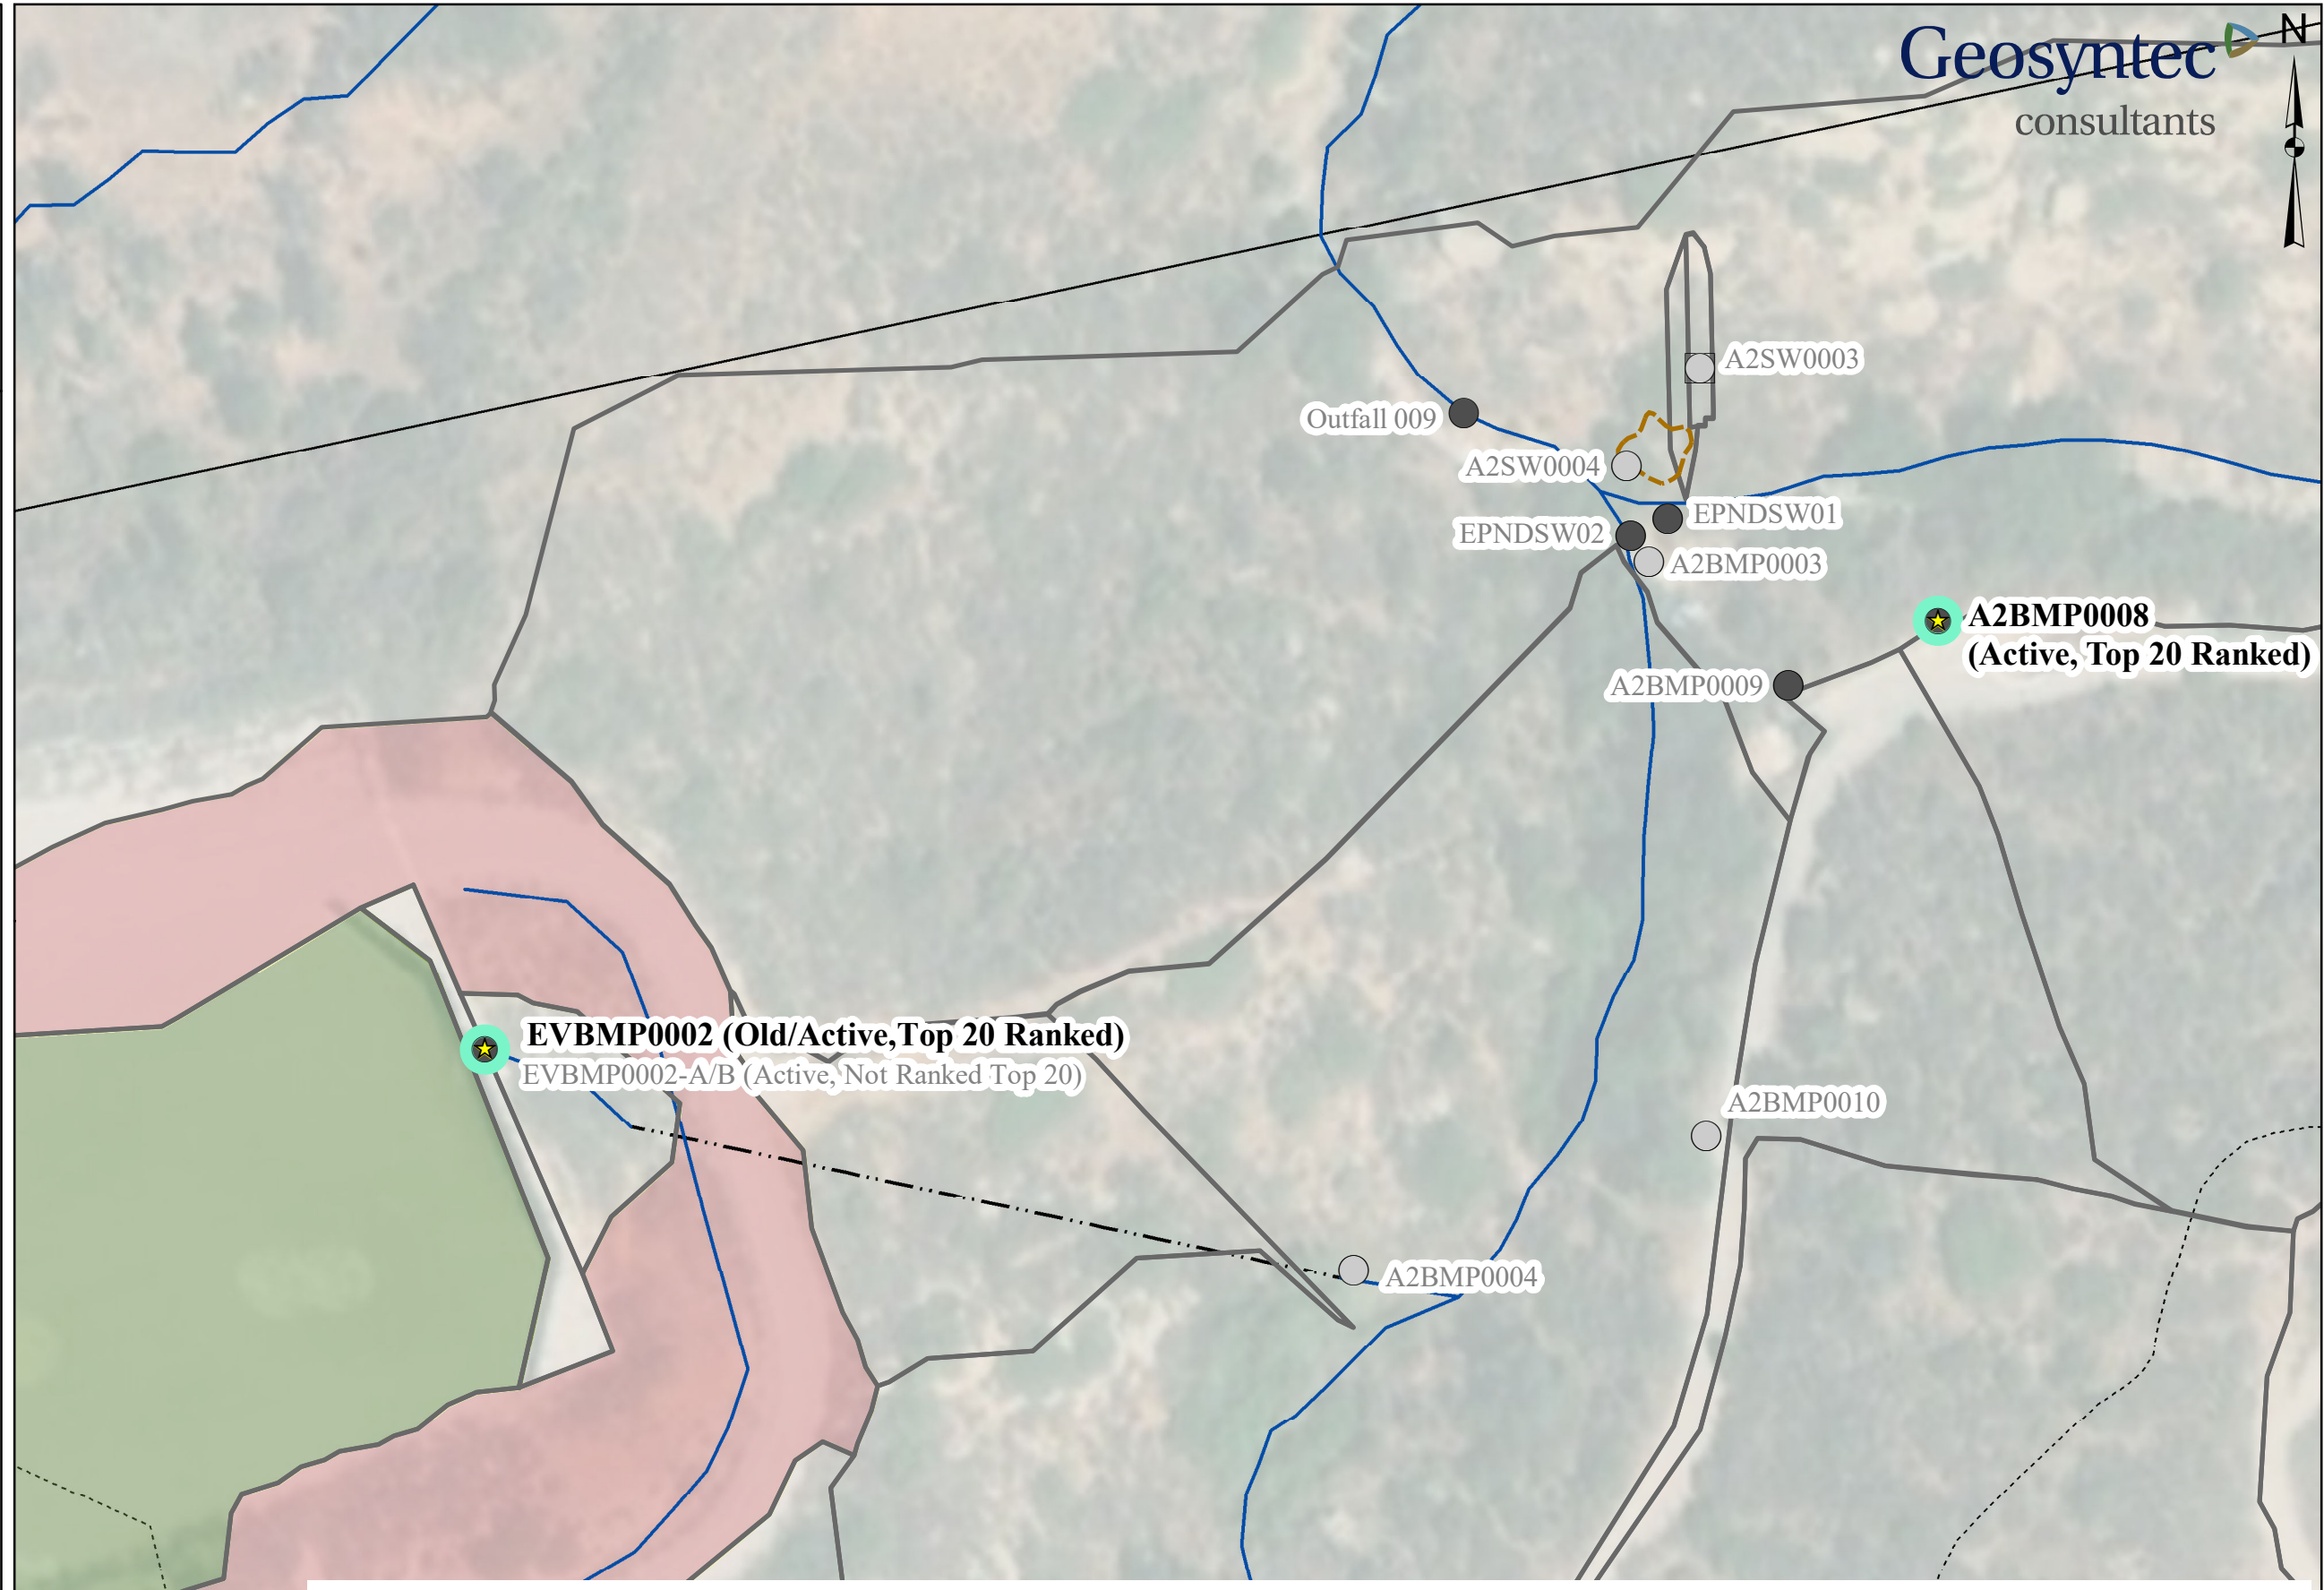 Geosyntec
consultants
N
A2SW0003
Outfall 009
A2SW0004
EPNDSW01
EPNDSW02
A2BMP0003
A2BMP0008
(Active, Top 20 Ranked)
A2BMP0009
EVBMP0002 (Old/Active,Top 20 Ranked)
EVBMP0002-A/B (Active, Not Ranked Top 20)
A2BMP0010
A2BMP0004